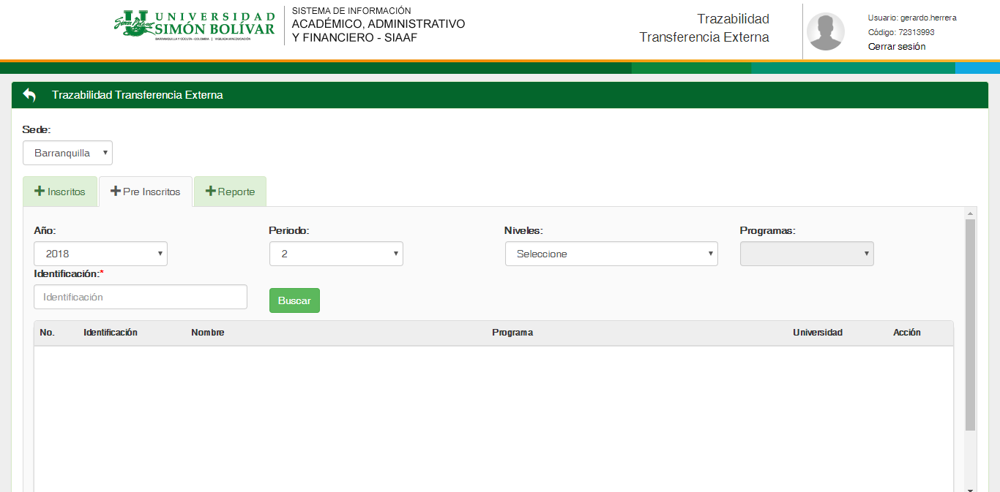 UNIVERSIDAD
SIMÓN BOLÍVAR
BARRANQUILLA Y CÚCUTA - COLOMBIA | VIGILADA MINEDUCACIÓN
SISTEMA DE INFORMACIÓN
ACADÉMICO, ADMINISTRATIVO
Y FINANCIERO - SIAAF
Trazabilidad
Transferencia Externa
Usuario: gerardo.herrera
Código: 72313993
Cerrar sesión
Trazabilidad Transferencia Externa
Sede:
Barranquilla
Inscritos
Pre Inscritos
Reporte
Año: Periodo: Niveles: Programas:
2018 2 Seleccione
Identificación:*
Identificación Buscar
No. Identificación Nombre Programa Universidad Acción